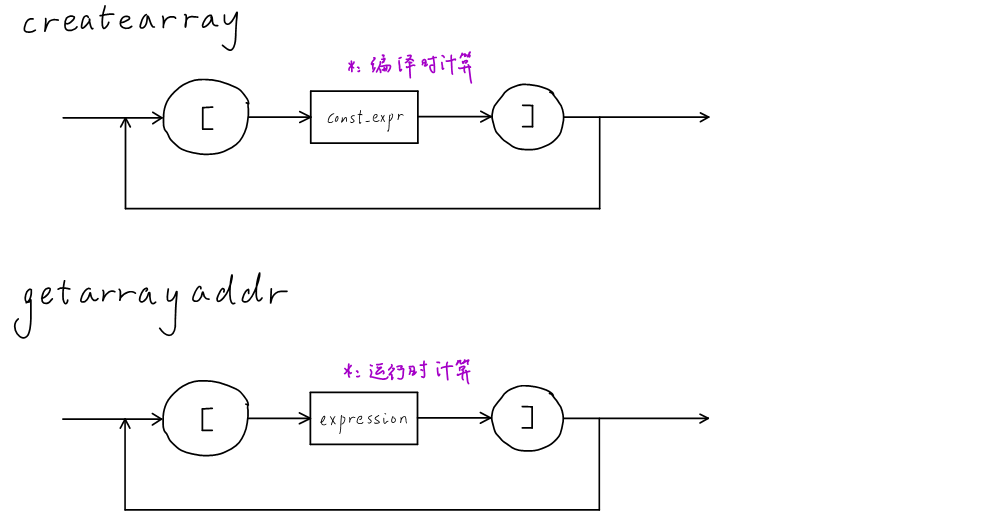 createarray
*: 编译时计算
[ const_expr ]
getarrayaddr
*: 运行时计算
[ expression ]